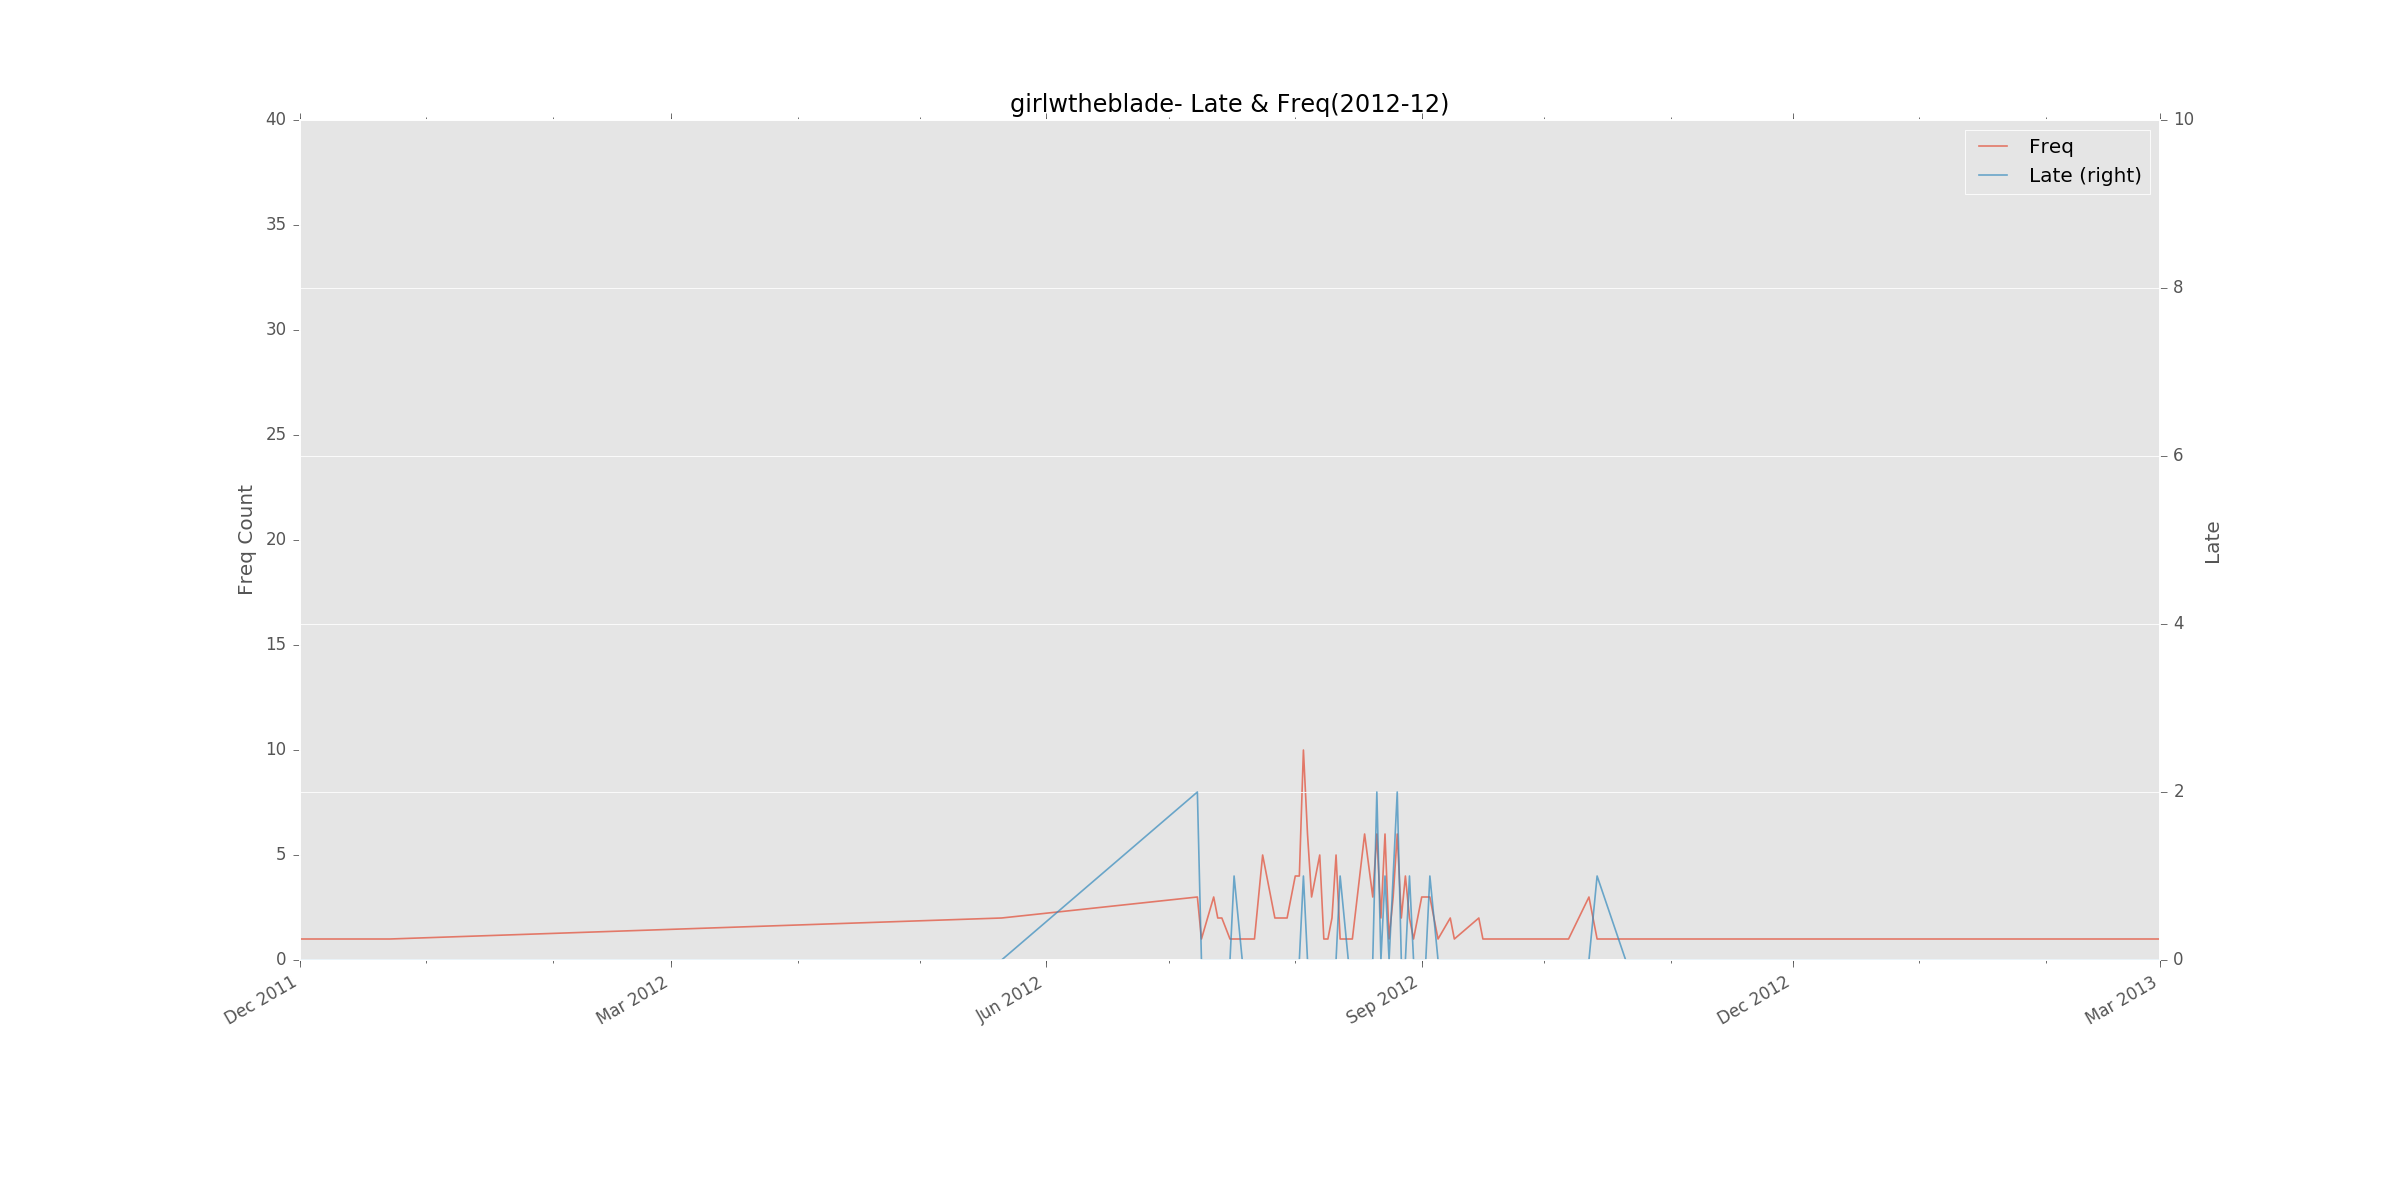 girlwtheblade- Late & Freq(2012-12)
Freq
Late (right)
40
35
30
25
20
15
10
5
0
Freq Count
10
8
6
4
2
0
Late
Dec 2011
Mar 2012
Jun 2012
Sep 2012
Dec 2012
Mar 2013